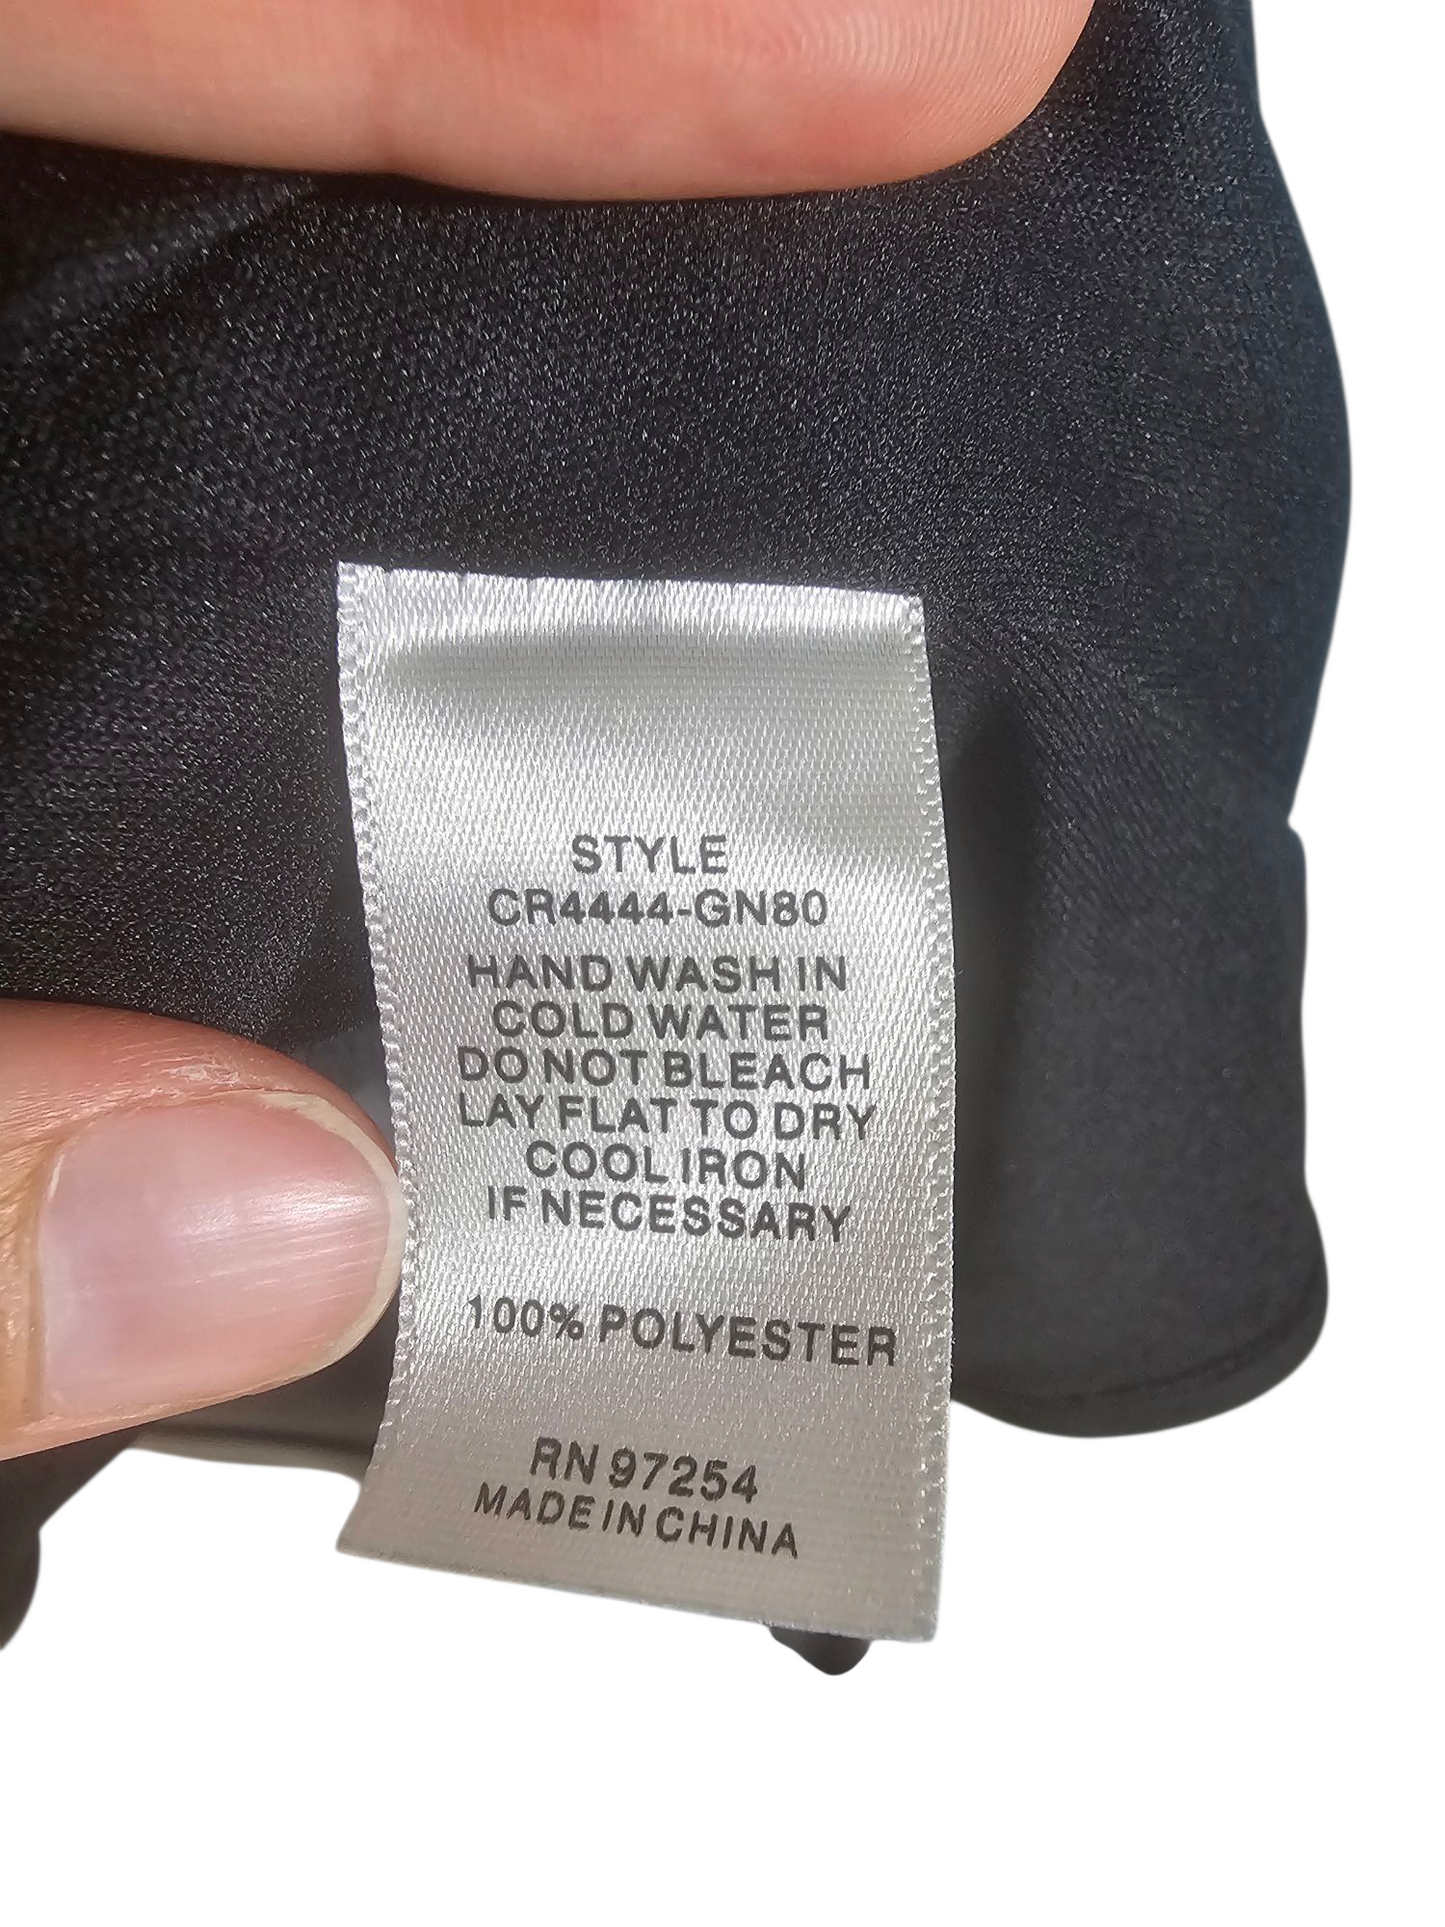 STYLE
CR4444-GN80
HAND WASH IN
COLD WATER
DO NOT BLEACH
LAY FLAT TO DRY
COOL IRON
IF NECESSARY
100% POLYESTER
RN 97254
MADE IN CHINA